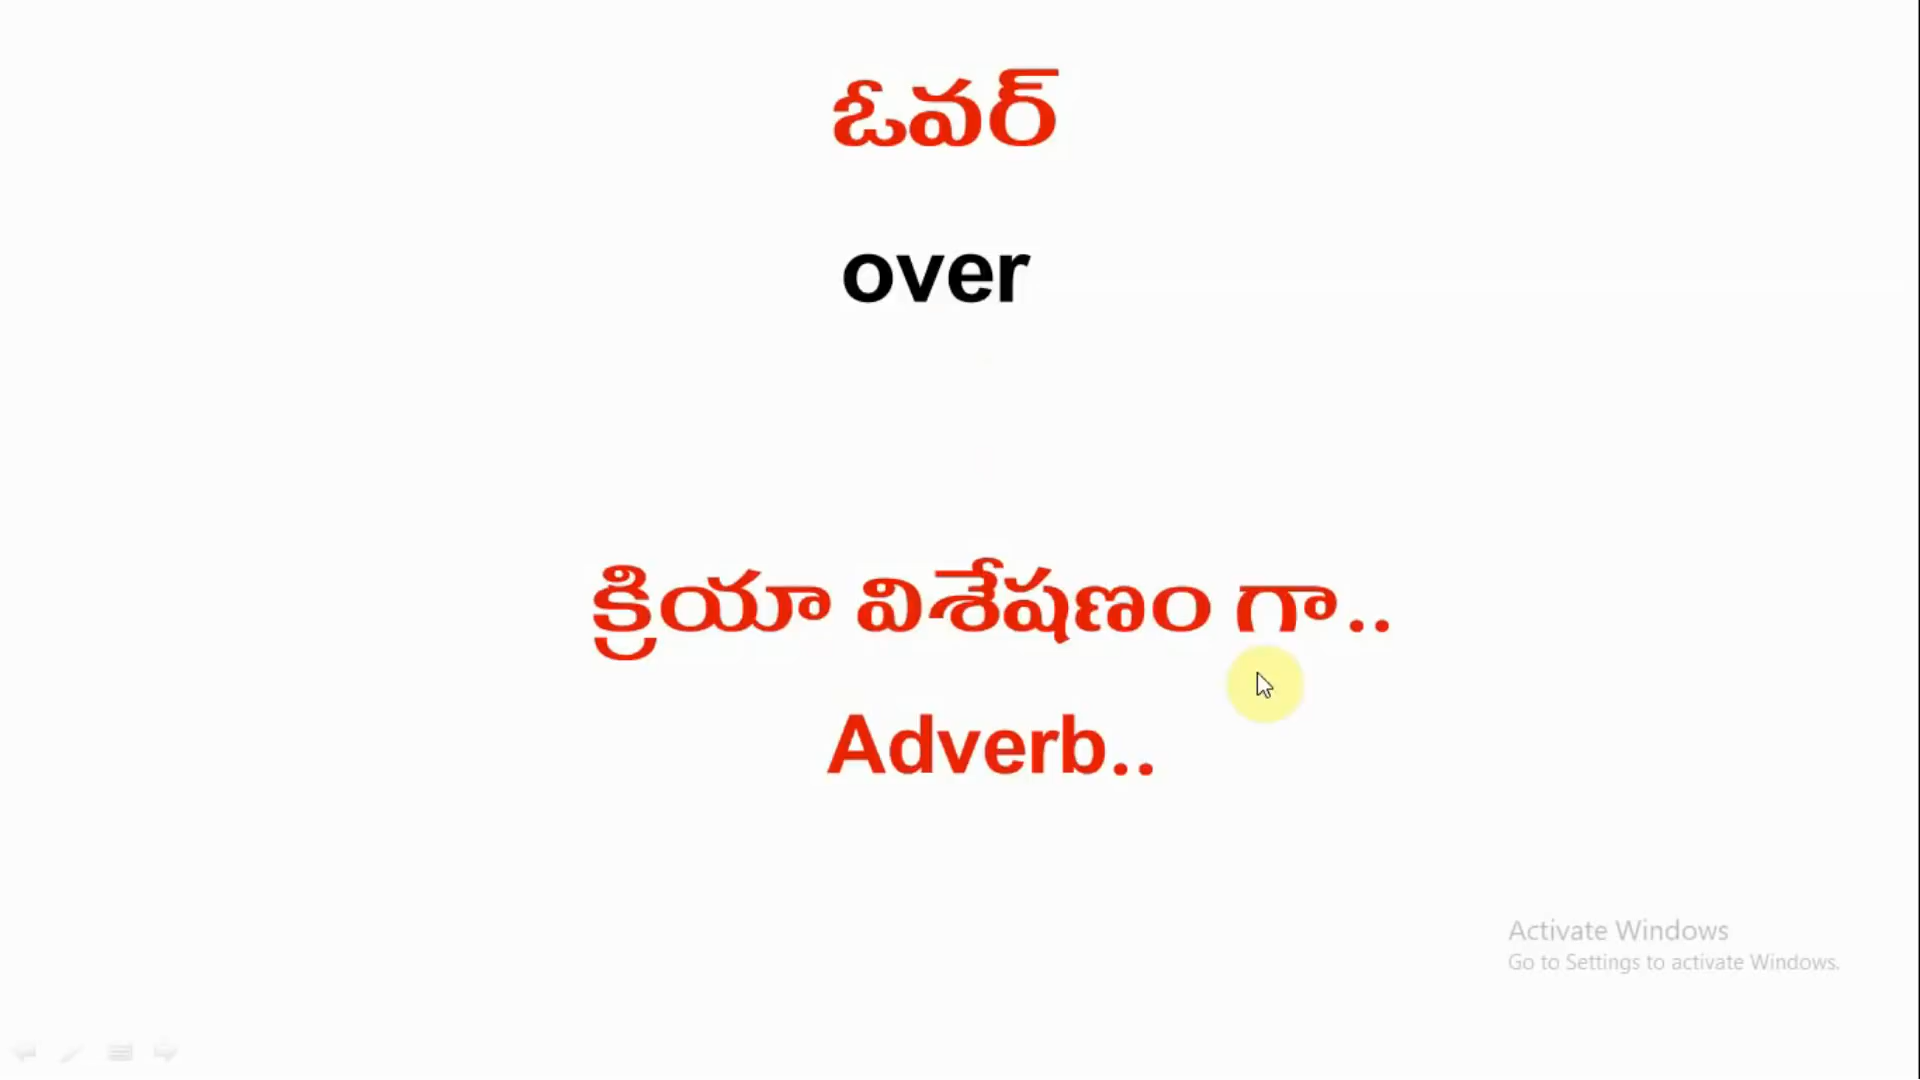 ఓవర్
over
క్రియా విశేషణం గా..
Adverb..
Activate Windows
Go to Settings to activate Windows.